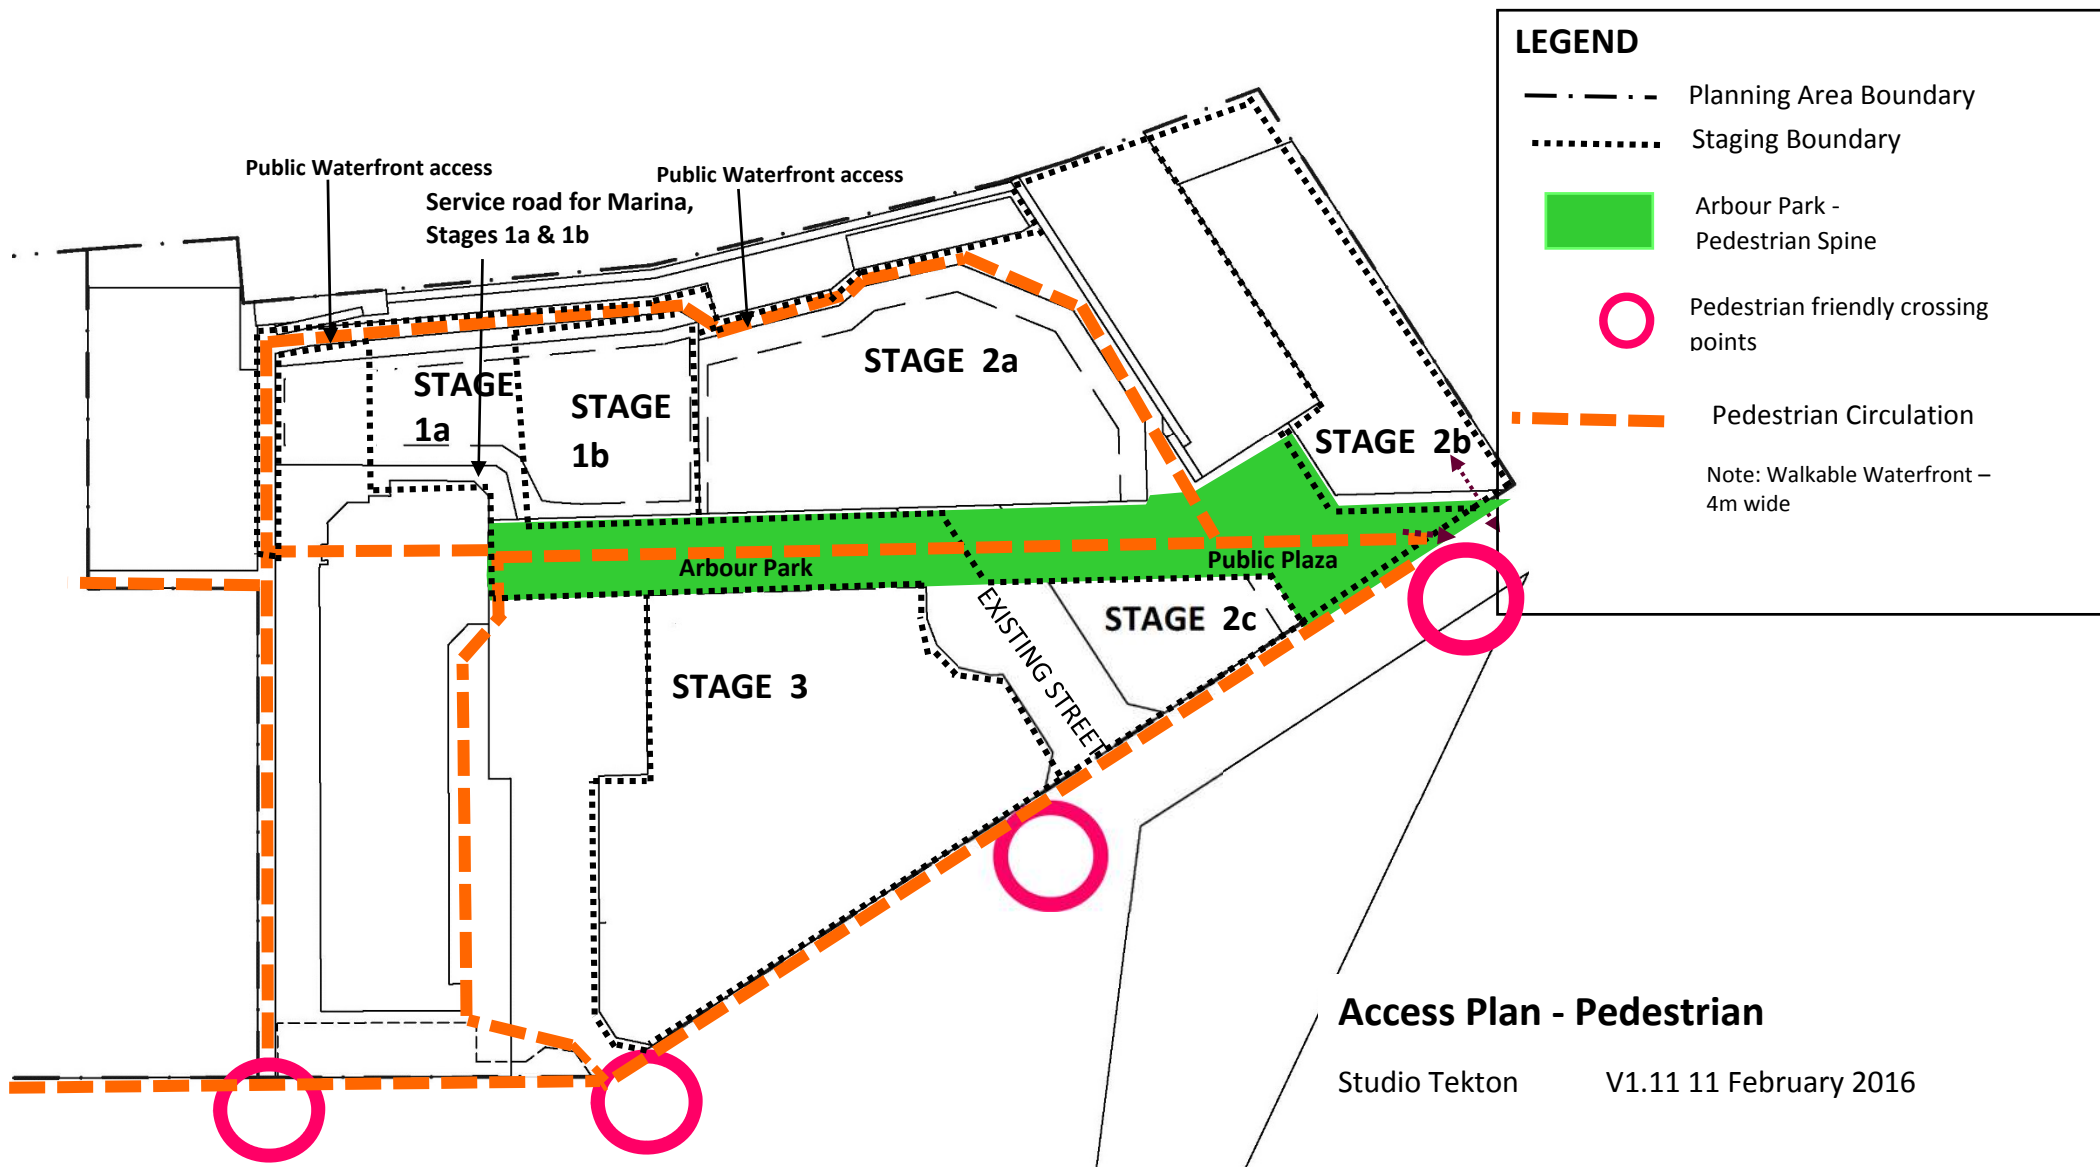 LEGEND
Planning Area Boundary
Staging Boundary
Arbour Park -
Pedestrian Spine
Pedestrian friendly crossing
points
Pedestrian Circulation
Note: Walkable Waterfront –
4m wide
Public Waterfront access
Service road for Marina,
Stages 1a & 1b
Public Waterfront access
STAGE
1a
STAGE
1b
STAGE 2a
STAGE 2b
Arbour Park
Public Plaza
STAGE 2c
EXISTING STREET
STAGE 3
Access Plan - Pedestrian
Studio Tekton V1.11 11 February 2016